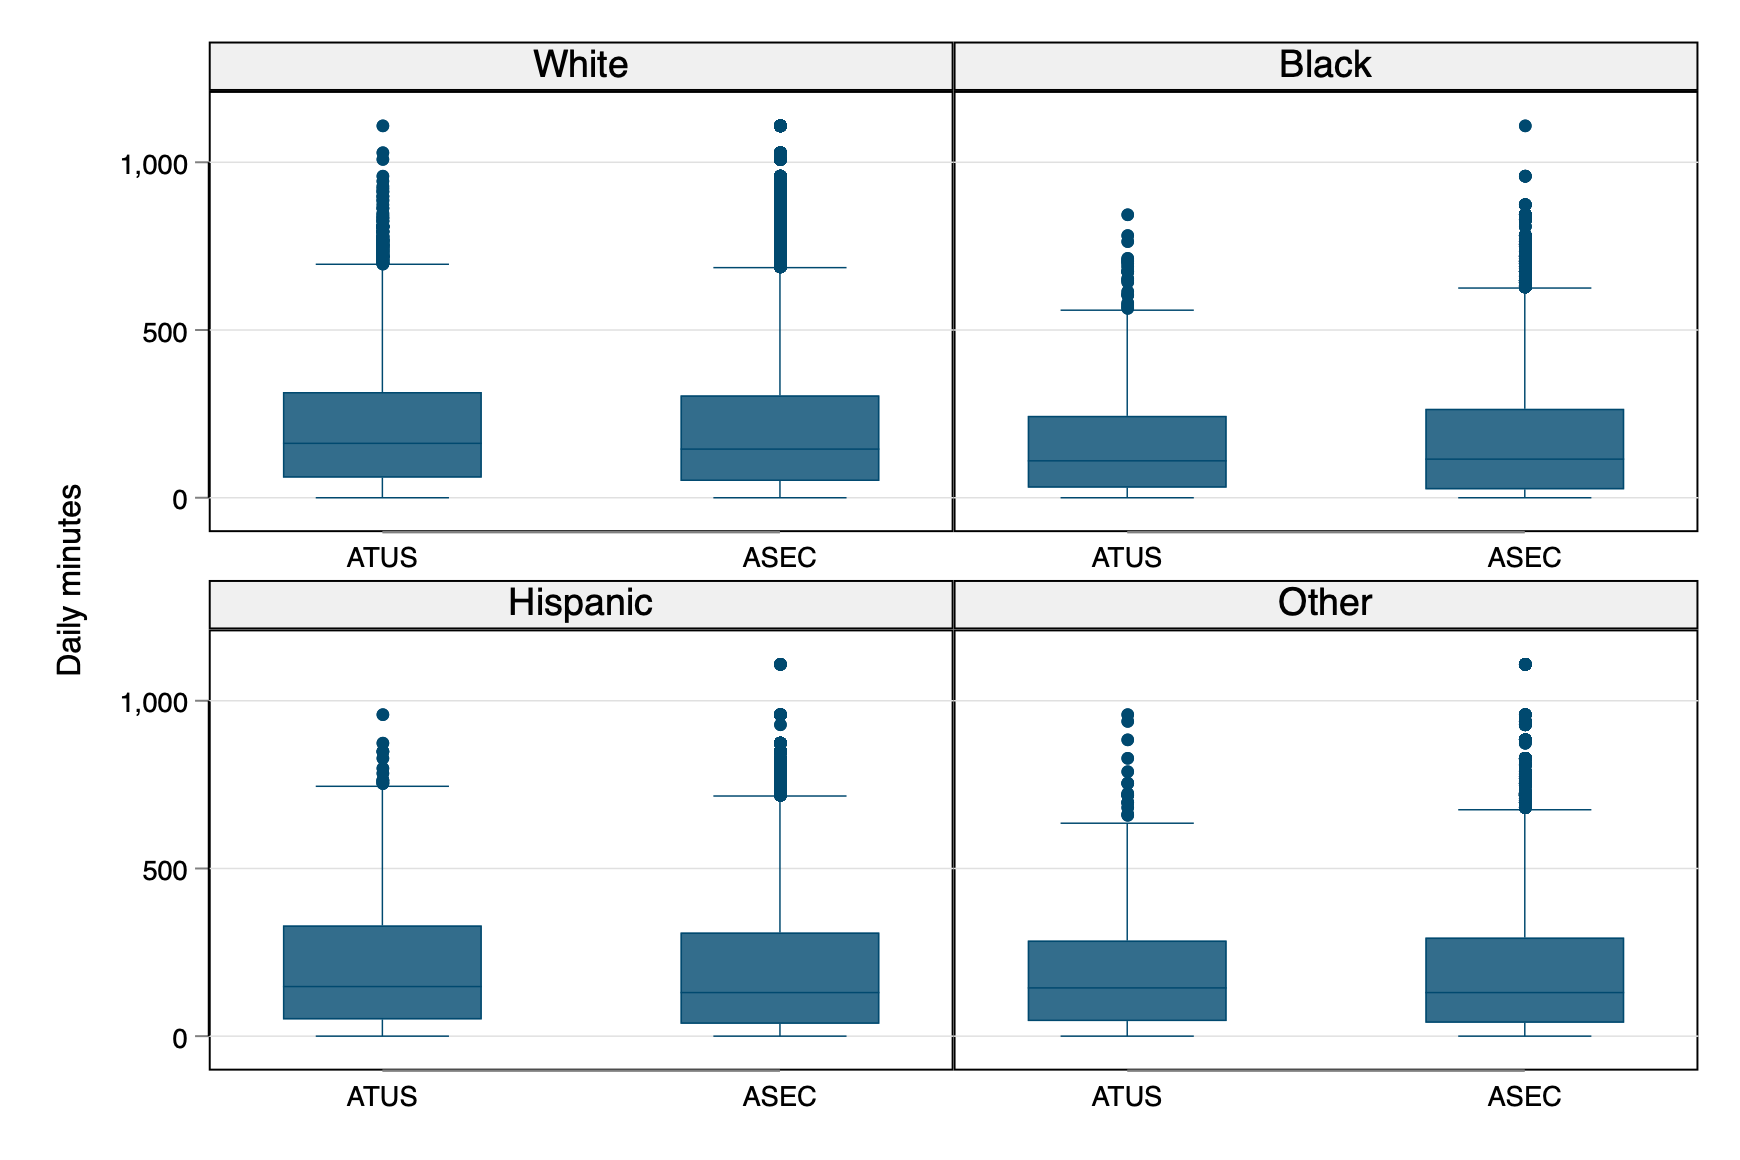 White
Black
1,000
500
0
ATUS
ASEC
ATUS
ASEC
Daily minutes
Hispanic
Other
1,000
500
0
ATUS
ASEC
ATUS
ASEC